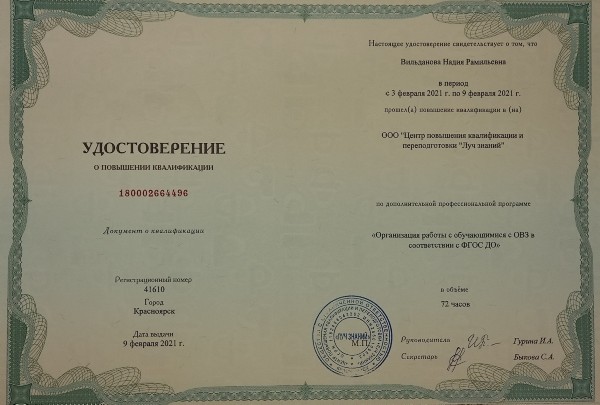 УДОСТОВЕРЕНИЕ
О ПОВЫШЕНИИ КВАЛИФИКАЦИИ
180002664496
Документ о квалификации
Регистрационный номер
41610
Город
Красноярск
Дата выдачи
9 февраля 2021 г.
Настоящее удостоверение свидетельствует о том, что
Вильданова Надия Рамильевна
в период
с 3 февраля 2021 г. по 9 февраля 2021 г.
прошел(а) повышение квалификации в (на)
ООО "Центр повышения квалификации и
переподготовки "Луч знаний"
по дополнительной профессиональной программе
«Организация работы с обучающимися с ОВЗ в
соответствии с ФГОС ДО»
в объёме
72 часов
"ЛУЧ ЗНАНИЙ"
М.П.
Руководитель Гурина И.А.
Секретарь Быкова С.А.